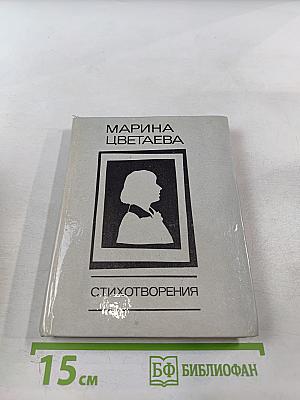 МАРИНА
ЦВЕТАЕВА
СТИХОТВОРЕНИЯ
15 см
БФ БИБЛИОФАН